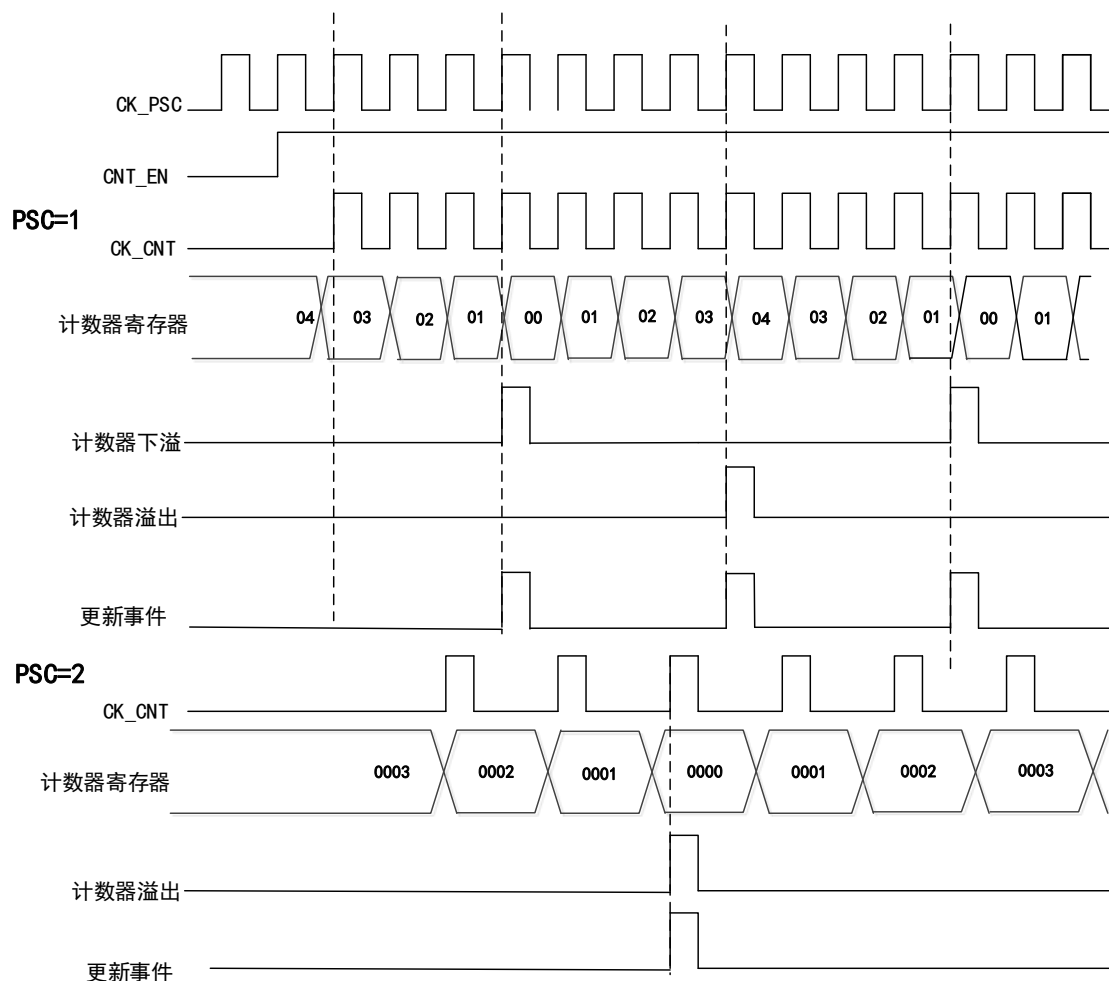 CK_PSC
CNT_EN
PSC=1
CK_CNT
计数器寄存器 04 03 02 01 00 01 02 03 04 03 02 01 00 01
计数器下溢
计数器溢出
更新事件
PSC=2
CK_CNT
计数器寄存器 0003 0002 0001 0000 0001 0002 0003
计数器溢出
更新事件